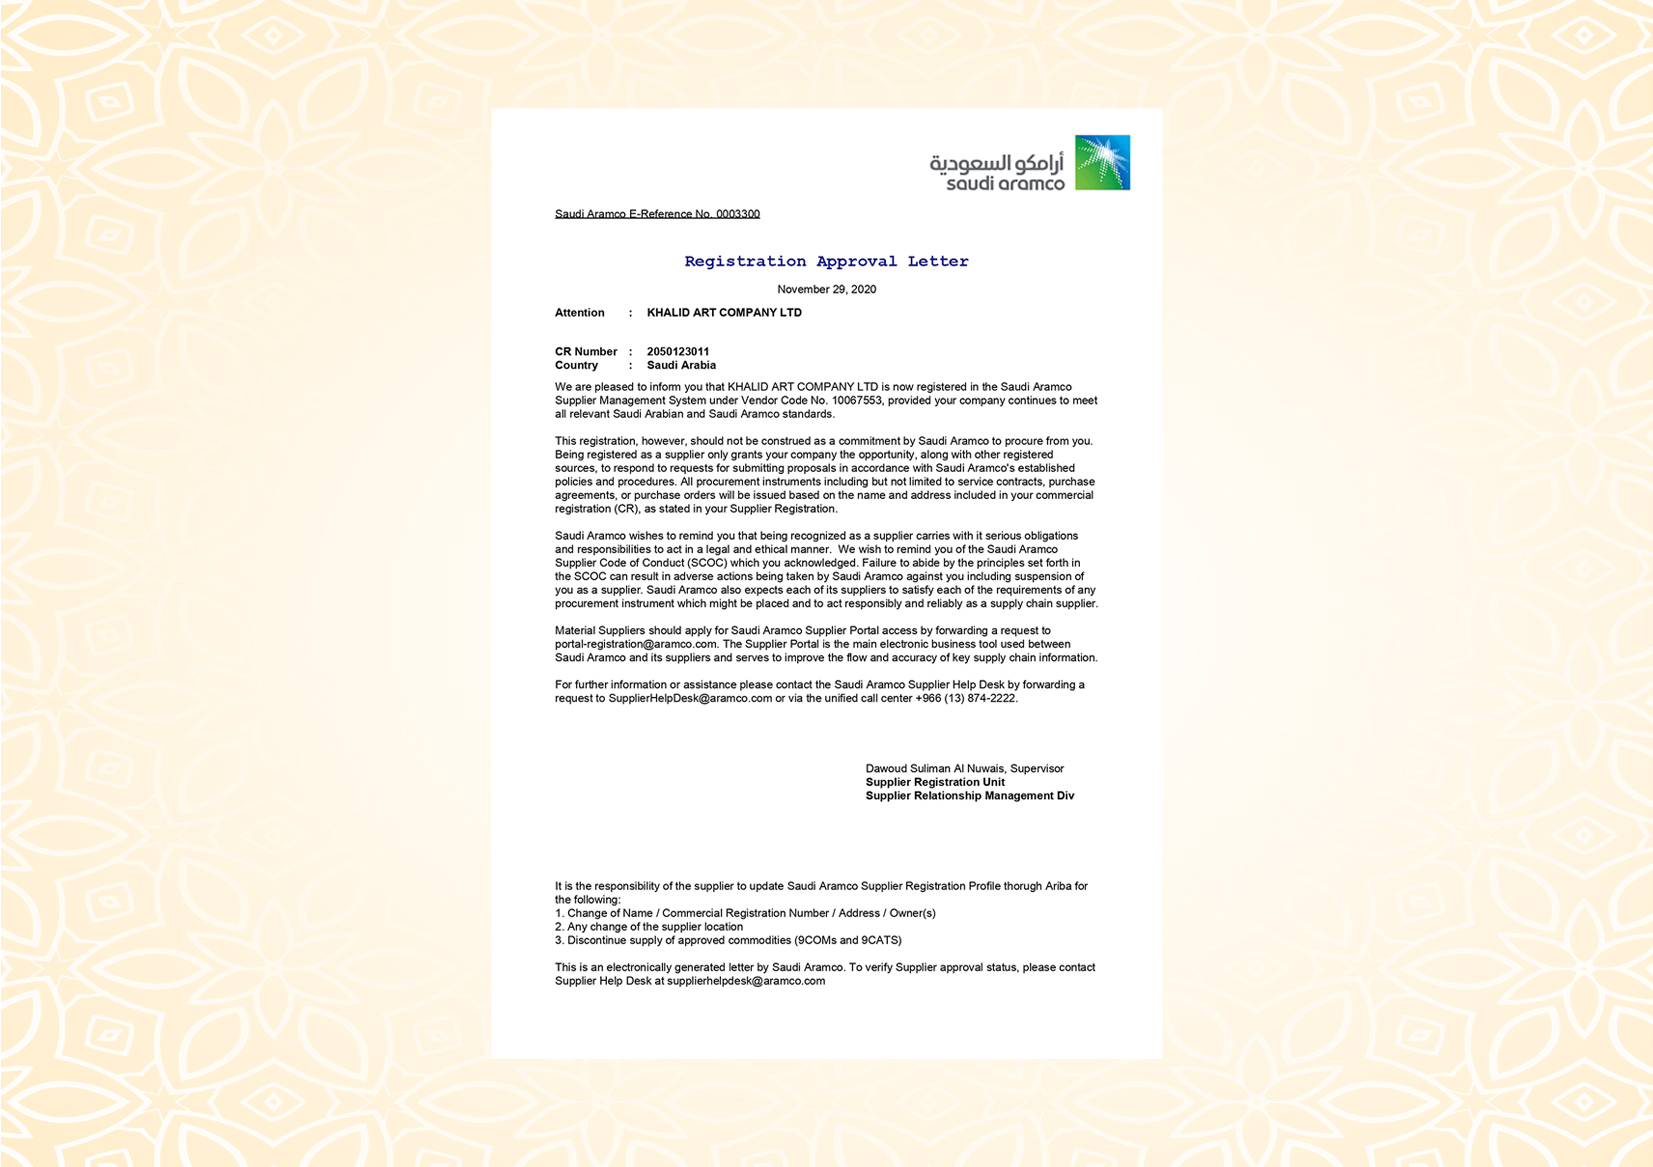 أرامكو السعودية
saudi aramco
Saudi Aramco E-Reference No. 0003300
Registration Approval Letter
November 29, 2020
Attention : KHALID ART COMPANY LTD
CR Number : 2050123011
Country : Saudi Arabia
We are pleased to inform you that KHALID ART COMPANY LTD is now registered in the Saudi Aramco
Supplier Management System under Vendor Code No. 10067553, provided your company continues to meet
all relevant Saudi Arabian and Saudi Aramco standards.
This registration, however, should not be construed as a commitment by Saudi Aramco to procure from you.
Being registered as a supplier only grants your company the opportunity, along with other registered
sources, to respond to requests for submitting proposals in accordance with Saudi Aramco's established
policies and procedures. All procurement instruments including but not limited to service contracts, purchase
agreements, or purchase orders will be issued based on the name and address included in your commercial
registration (CR), as stated in your Supplier Registration.
Saudi Aramco wishes to remind you that being recognized as a supplier carries with it serious obligations
and responsibilities to act in a legal and ethical manner. We wish to remind you of the Saudi Aramco
Supplier Code of Conduct (SCOC) which you acknowledged. Failure to abide by the principles set forth in
the SCOC can result in adverse actions being taken by Saudi Aramco against you including suspension of
you as a supplier. Saudi Aramco also expects each of its suppliers to satisfy each of the requirements of any
procurement instrument which might be placed and to act responsibly and reliably as a supply chain supplier.
Material Suppliers should apply for Saudi Aramco Supplier Portal access by forwarding a request to
portal-registration@aramco.com. The Supplier Portal is the main electronic business tool used between
Saudi Aramco and its suppliers and serves to improve the flow and accuracy of key supply chain information.
For further information or assistance please contact the Saudi Aramco Supplier Help Desk by forwarding a
request to SupplierHelpDesk@aramco.com or via the unified call center +966 (13) 874-2222.
Dawoud Suliman Al Nuwais, Supervisor
Supplier Registration Unit
Supplier Relationship Management Div
It is the responsibility of the supplier to update Saudi Aramco Supplier Registration Profile thorugh Ariba for
the following:
1. Change of Name / Commercial Registration Number / Address / Owner(s)
2. Any change of the supplier location
3. Discontinue supply of approved commodities (9COMs and 9CATS)
This is an electronically generated letter by Saudi Aramco. To verify Supplier approval status, please contact
Supplier Help Desk at supplierhelpdesk@aramco.com